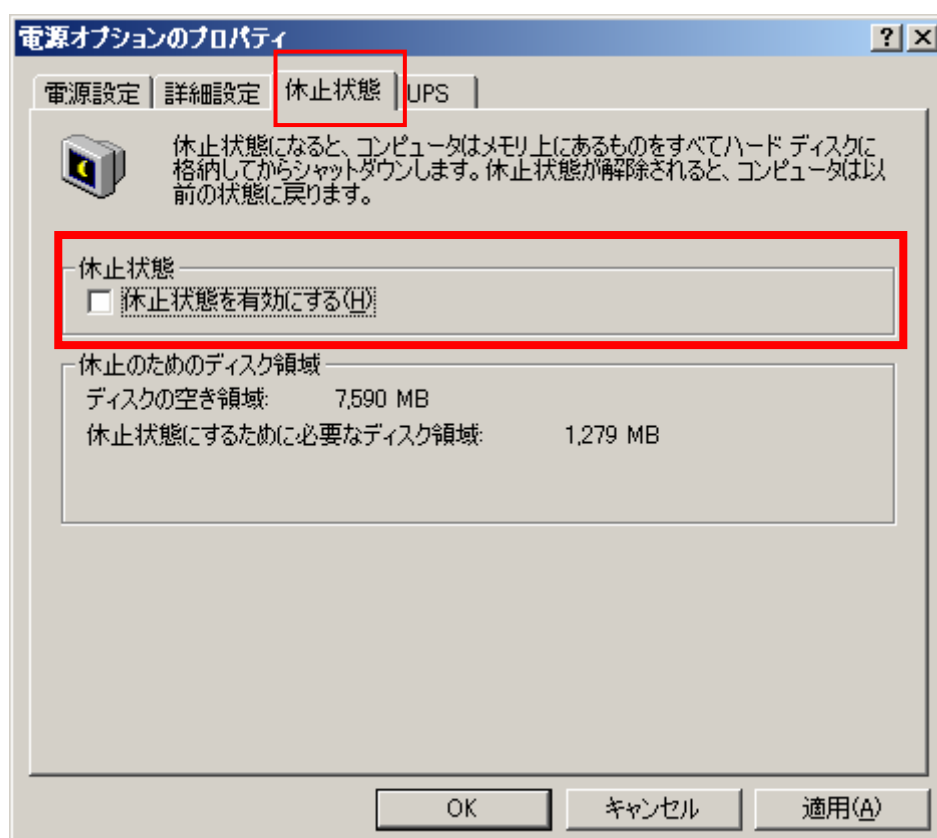 電源オプションのプロパティ
電源設定 詳細設定 休止状態 UPS
休止状態になると、コンピュータはメモリ上にあるものをすべてハード ディスクに
格納してからシャットダウンします。休止状態が解除されると、コンピュータは以
前の状態に戻ります。
休止状態
休止状態を有効にする(H)
休止のためのディスク領域
ディスクの空き領域: 7,590 MB
休止状態にするために必要なディスク領域: 1,279 MB
OK キャンセル 適用(A)